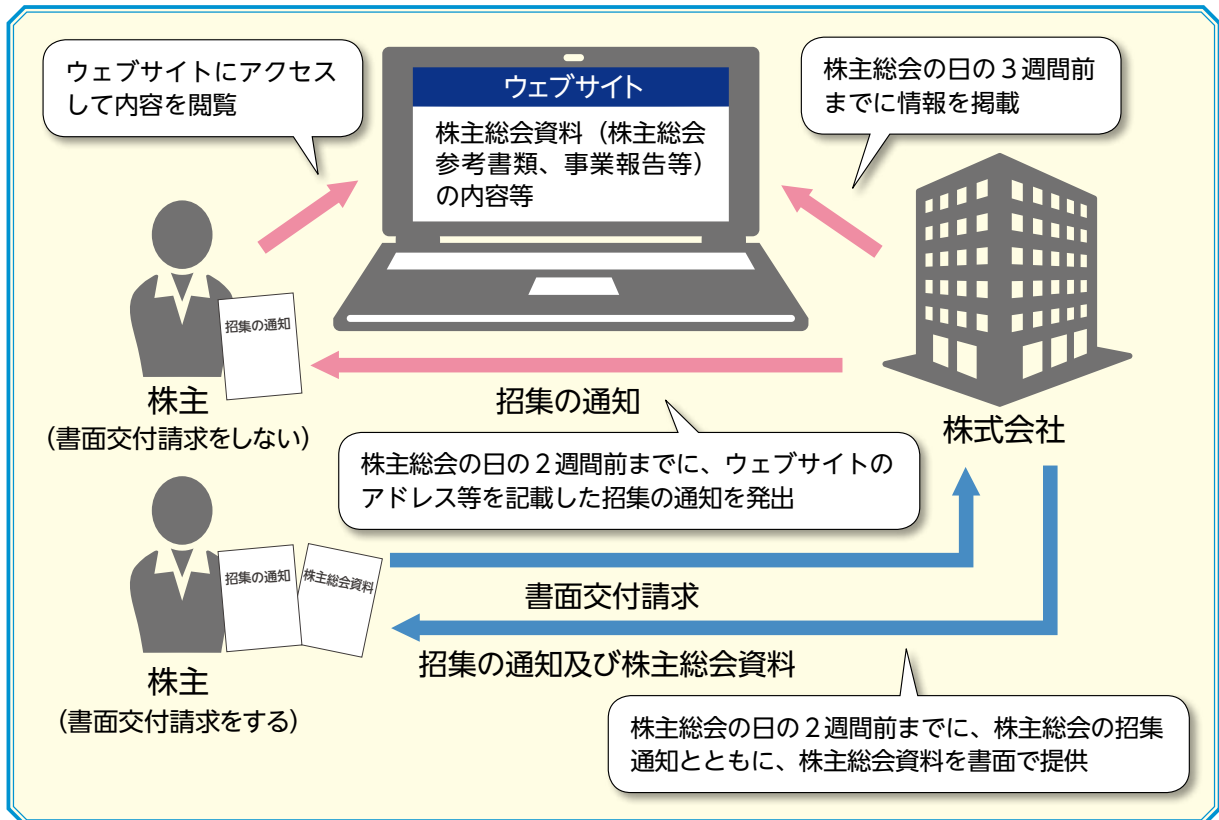 ウェブサイトにアクセス
して内容を閲覧
ウェブサイト
株主総会資料（株主総会
参考書類、事業報告等）
の内容等
株主総会の日の３週間前
までに情報を掲載
招集の通知
株主
（書面交付請求をしない）
招集の通知
株式会社
株主総会の日の２週間前までに、ウェブサイトの
アドレス等を記載した招集の通知を発出
招集の通知
株主総会資料
株主
（書面交付請求をする）
書面交付請求
招集の通知及び株主総会資料
株主総会の日の２週間前までに、株主総会の招集
通知とともに、株主総会資料を書面で提供